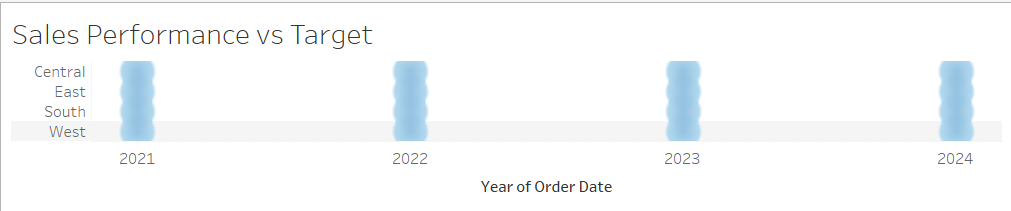 Sales Performance vs Target
Central
East
South
West
2021 2022 2023 2024
Year of Order Date